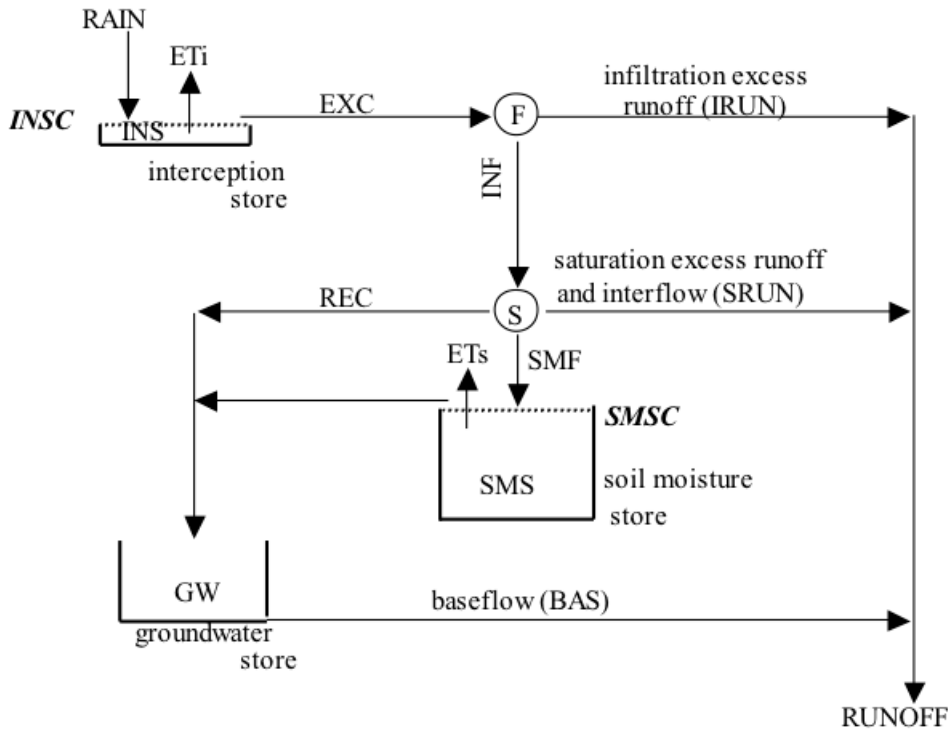 RAIN
ETi
INSC
INS
EXC
F
infiltration excess
runoff (IRUN)
interception
store
INF
saturation excess runoff
and interflow (SRUN)
REC
S
ETs
SMF
SMSC
SMS
soil moisture
store
GW
baseflow (BAS)
groundwater
store
RUNOFF